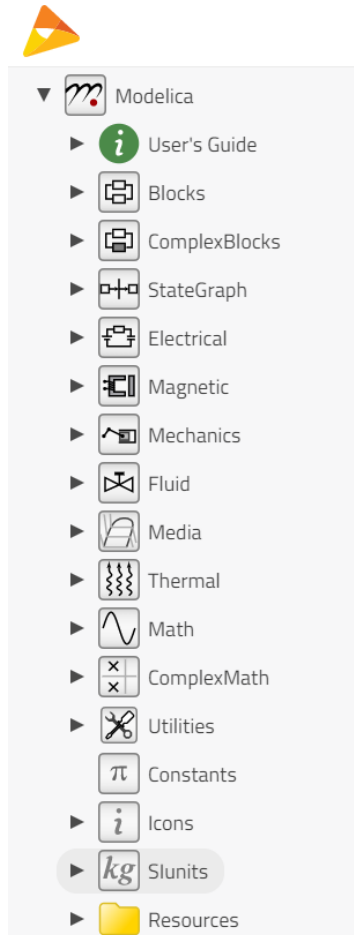 Modelica
i
User's Guide
Blocks
ComplexBlocks
StateGraph
Electrical
Magnetic
Mechanics
Fluid
Media
Thermal
Math
x
x
ComplexMath
Utilities
π Constants
i Icons
kg SIunits
Resources